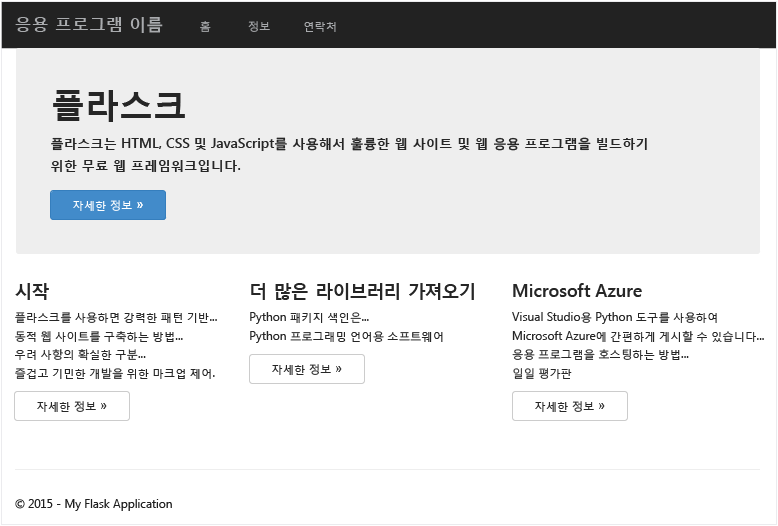 응용 프로그램 이름 홈 정보 연락처
플라스크
플라스크는 HTML, CSS 및 JavaScript를 사용해서 훌륭한 웹 사이트 및 웹 응용 프로그램을 빌드하기
위한 무료 웹 프레임워크입니다.
자세한 정보 »
시작
플라스크를 사용하면 강력한 패턴 기반...
동적 웹 사이트를 구축하는 방법...
우려 사항의 확실한 구분...
즐겁고 기민한 개발을 위한 마크업 제어.
자세한 정보 »
더 많은 라이브러리 가져오기
Python 패키지 색인은...
Python 프로그래밍 언어용 소프트웨어
자세한 정보 »
Microsoft Azure
Visual Studio용 Python 도구를 사용하여
Microsoft Azure에 간편하게 게시할 수 있습니다...
응용 프로그램을 호스팅하는 방법...
일일 평가판
자세한 정보 »
© 2015 - My Flask Application